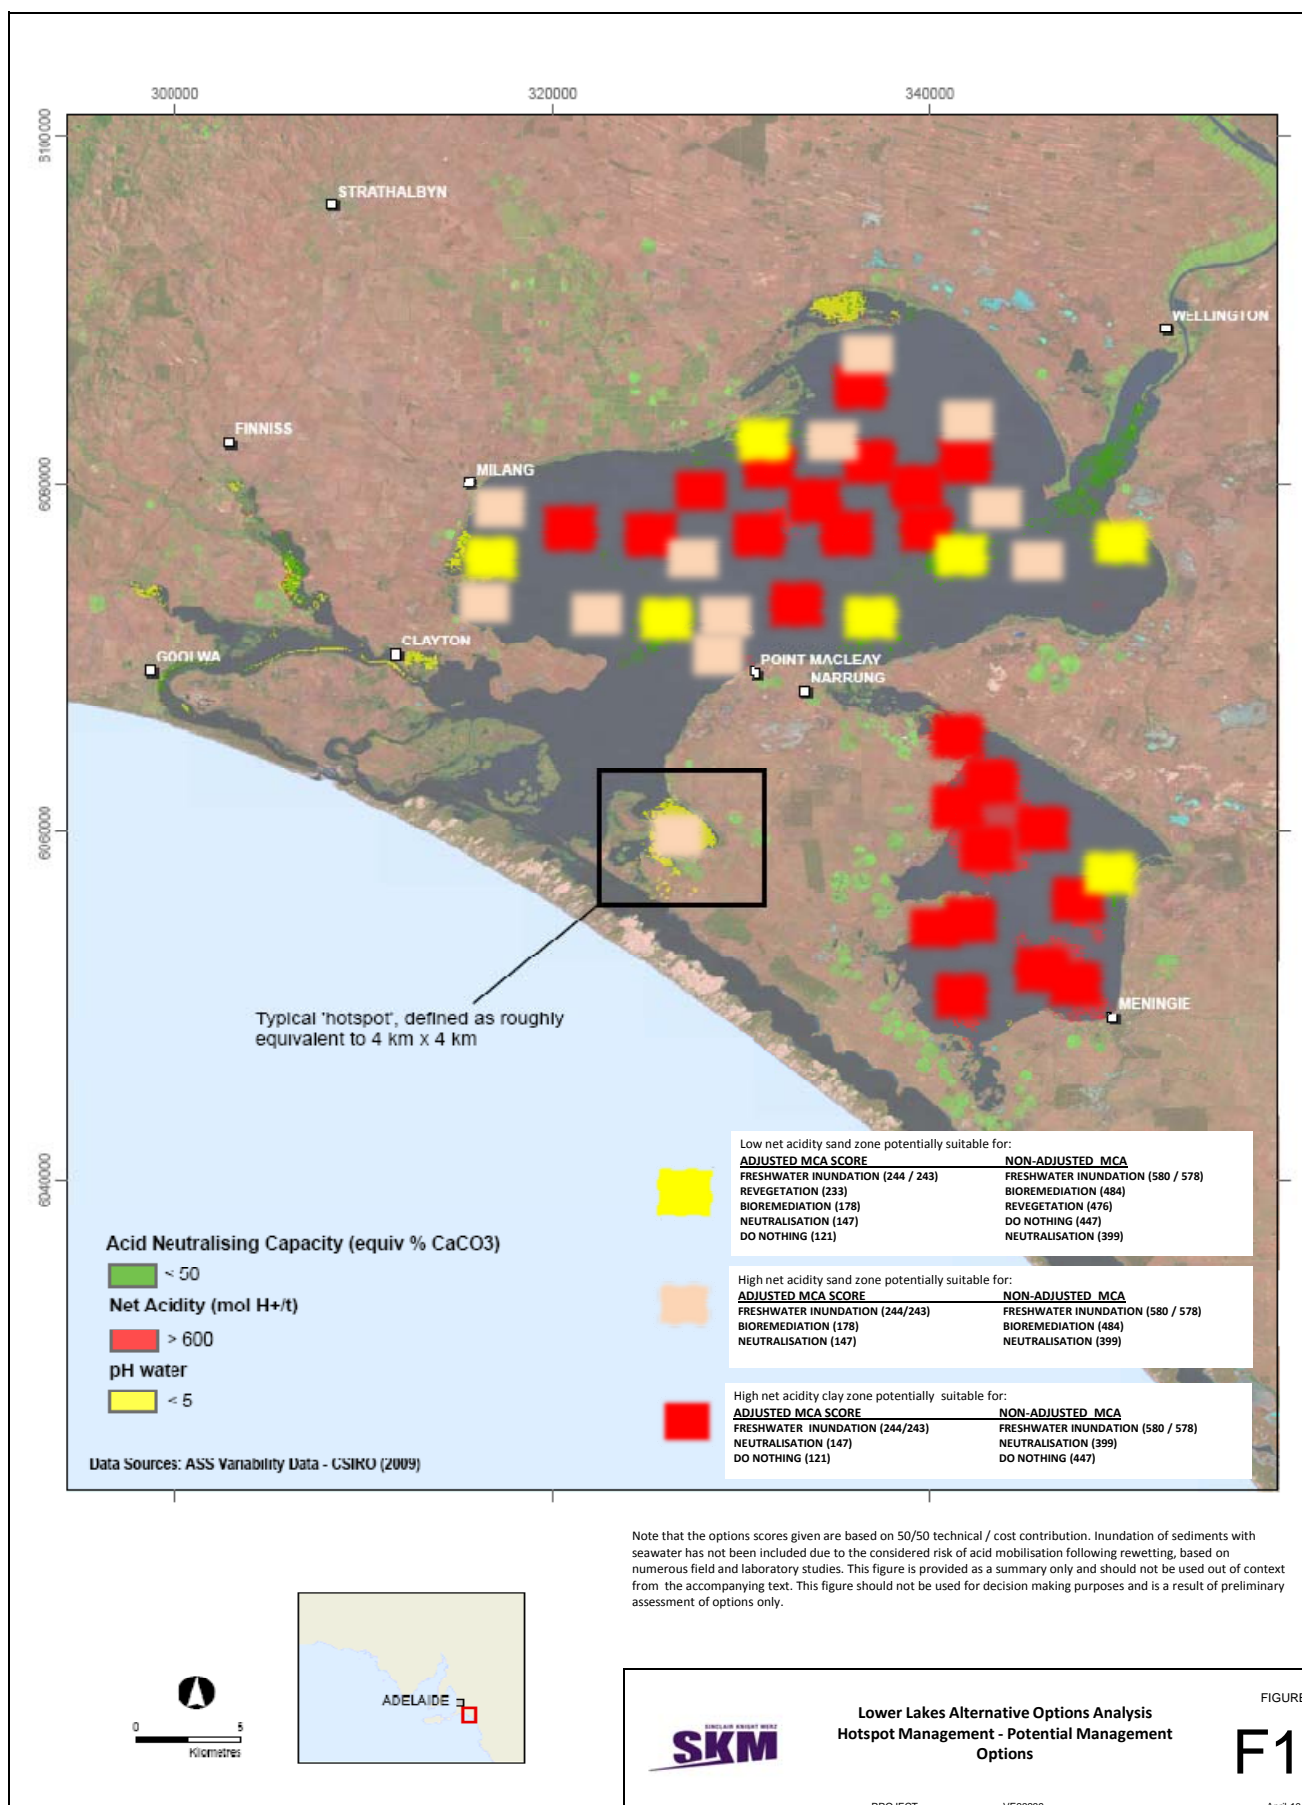 300000 320000 340000
6100000
STRATHALBYN
WELLINGTON
FINNISS
MILANG
6080000
CLAYTON
GOOLWA
POINT MACLEAY
NARRUNG
6060000
MENINGIE
Typical 'hotspot', defined as roughly
equivalent to 4 km x 4 km
6040000
Low net acidity sand zone potentially suitable for:
ADJUSTED MCA SCORE NON-ADJUSTED MCA
FRESHWATER INUNDATION (244 / 243) FRESHWATER INUNDATION (580 / 578)
REVEGETATION (233) BIOREMEDIATION (484)
BIOREMEDIATION (178) REVEGETATION (476)
NEUTRALISATION (147) DO NOTHING (447)
DO NOTHING (121) NEUTRALISATION (399)
High net acidity sand zone potentially suitable for:
ADJUSTED MCA SCORE NON-ADJUSTED MCA
FRESHWATER INUNDATION (244/243) FRESHWATER INUNDATION (580 / 578)
BIOREMEDIATION (178) BIOREMEDIATION (484)
NEUTRALISATION (147) NEUTRALISATION (399)
High net acidity clay zone potentially suitable for:
ADJUSTED MCA SCORE NON-ADJUSTED MCA
FRESHWATER INUNDATION (244/243) FRESHWATER INUNDATION (580 / 578)
NEUTRALISATION (147) NEUTRALISATION (399)
DO NOTHING (121) DO NOTHING (447)
Acid Neutralising Capacity (equiv % CaCO3)
< 50
Net Acidity (mol H+/t)
> 600
pH water
< 5
Data Sources: ASS Variability Data - CSIRO (2009)
Note that the options scores given are based on 50/50 technical / cost contribution. Inundation of sediments with
seawater has not been included due to the considered risk of acid mobilisation following rewetting, based on
numerous field and laboratory studies. This figure is provided as a summary only and should not be used out of context
from the accompanying text. This figure should not be used for decision making purposes and is a result of preliminary
assessment of options only.
ADELAIDE
0 5
Kilometres
SINCLAIR KNIGHT MERZ
SKM
Lower Lakes Alternative Options Analysis
Hotspot Management - Potential Management
Options
FIGURE
F1